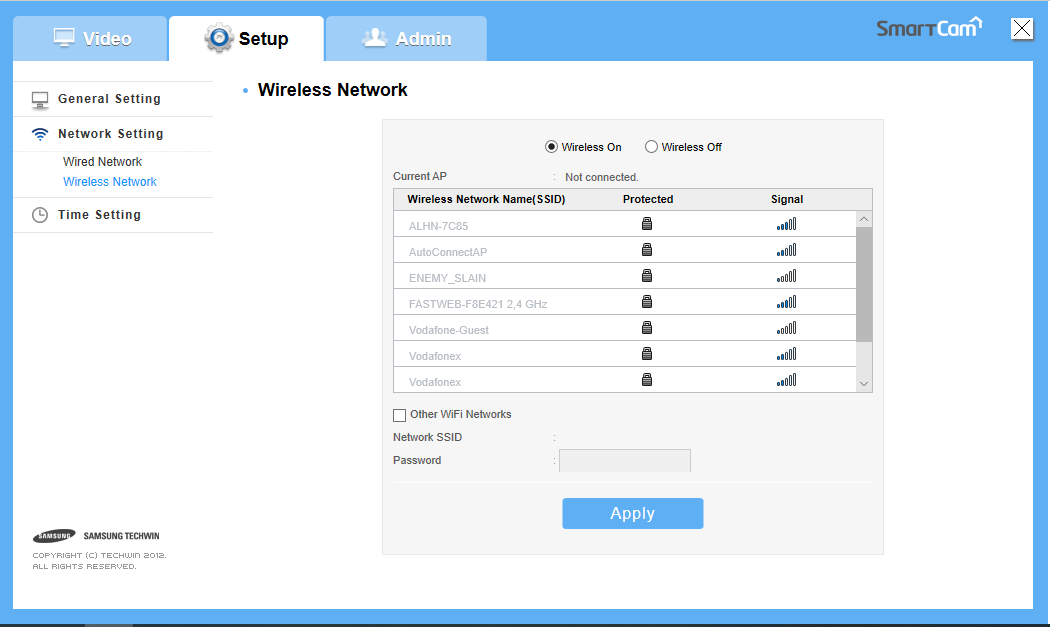 Video
Setup
Admin
SmartCam
General Setting
Network Setting
Wired Network
Wireless Network
Time Setting
SAMSUNG SAMSUNG TECHWIN
COPYRIGHT (C) TECHWIN 2012.
ALL RIGHTS RESERVED.
Wireless Network
Wireless On Wireless Off
Current AP : Not connected.
Wireless Network Name(SSID) Protected Signal
ALHN-7C85
AutoConnectAP
ENEMY_SLAIN
FASTWEB-F8E421 2,4 GHz
Vodafone-Guest
Vodafonex
Vodafonex
Other WiFi Networks
Network SSID :
Password :
Apply